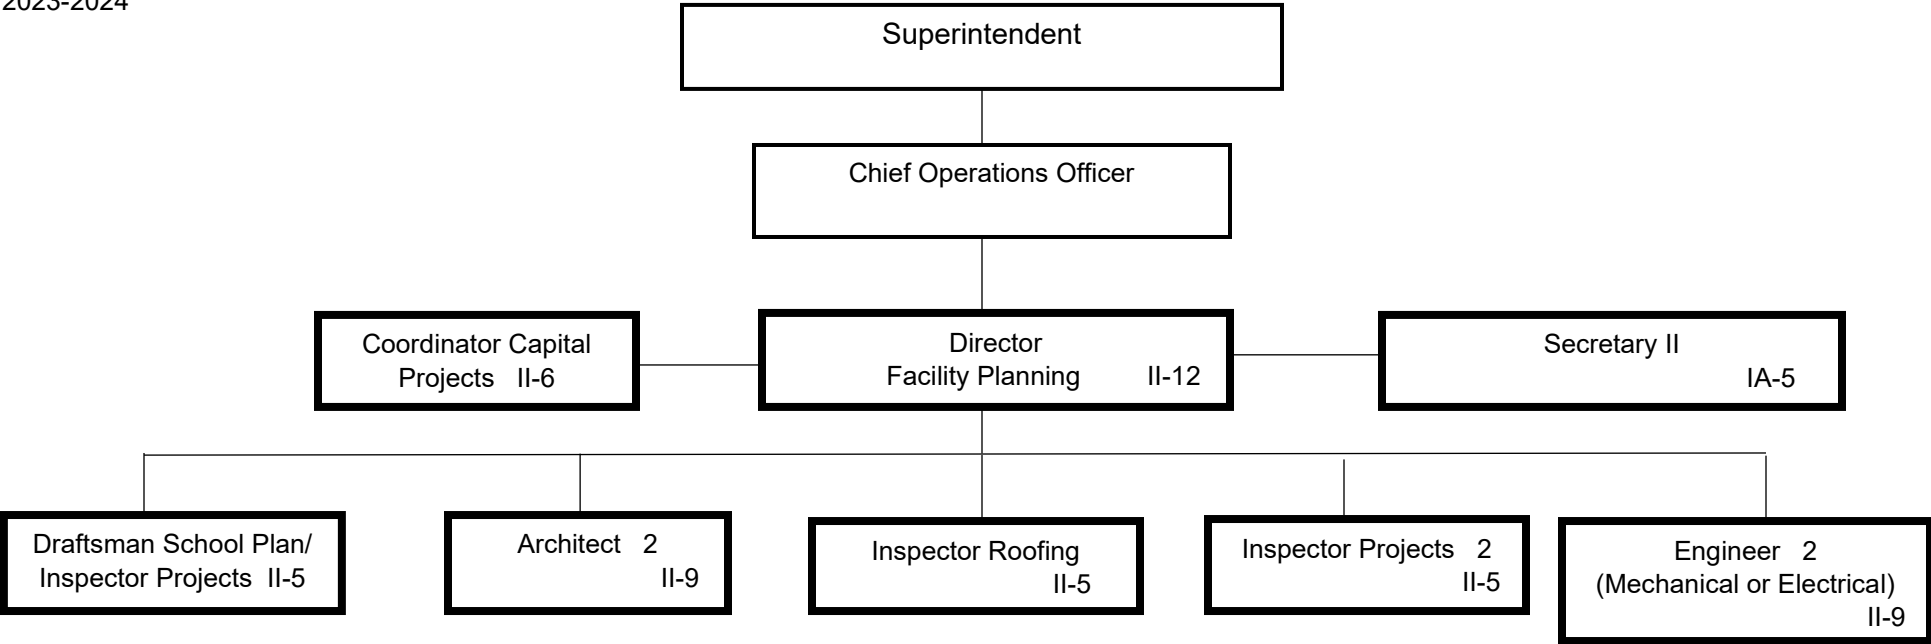 2023-2024
Superintendent
Chief Operations Officer
Coordinator Capital
Projects II-6
Director
Facility Planning II-12
Secretary II
IA-5
Draftsman School Plan/
Inspector Projects II-5
Architect 2
II-9
Inspector Roofing
II-5
Inspector Projects 2
II-5
Engineer 2
(Mechanical or Electrical)
II-9